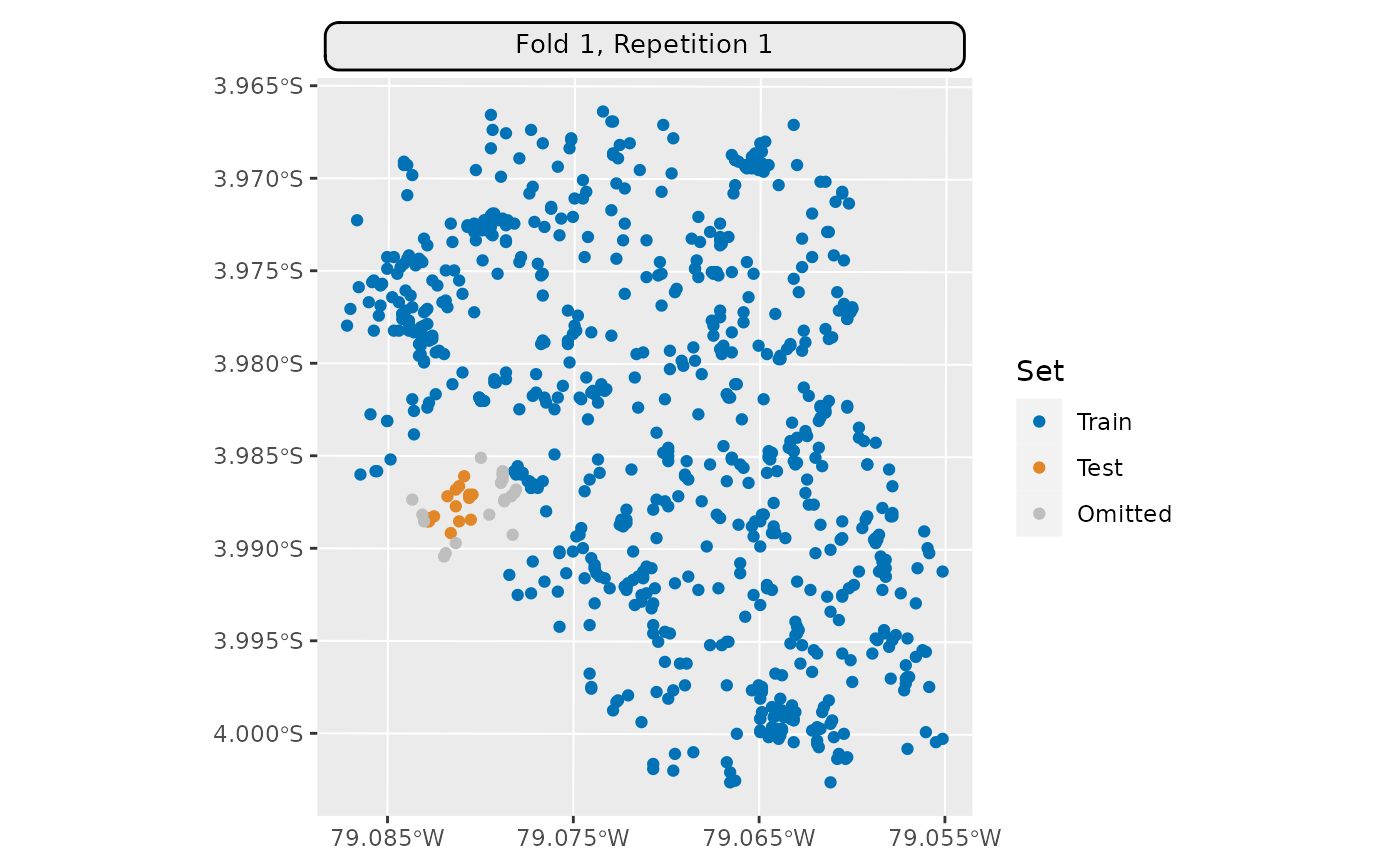 Fold 1, Repetition 1
3.965°S
3.970°S
3.975°S
3.980°S
3.985°S
3.990°S
3.995°S
4.000°S
79.085°W 79.075°W 79.065°W 79.055°W
Set
Train
Test
Omitted